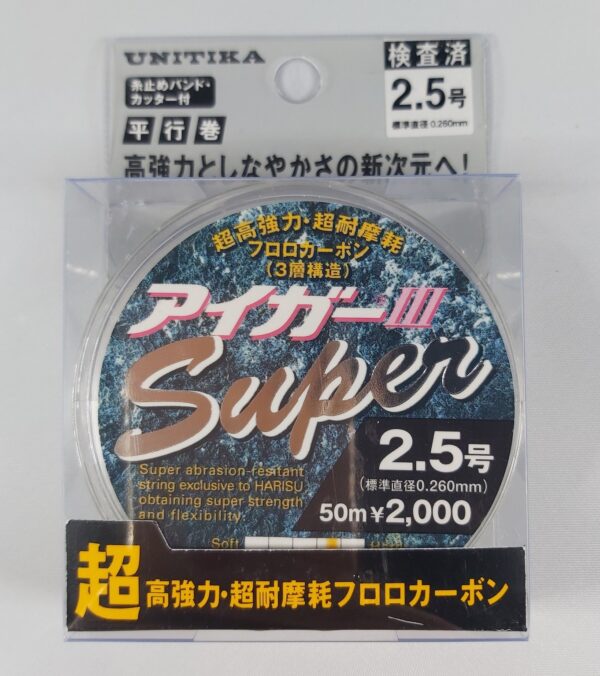 UNITIKA
検査済
糸止めバンド・
カッター付
2.5号
標準直径0.260mm
平行巻
高強力としなやかさの新次元へ!
超高強力・超耐摩耗
フロロカーボン
(3層構造)
アイガーIII
Super
2.5号
(標準直径0.260mm)
50m¥2,000
Super abrasion-resitant
string exclusive to HARISU
obtaining super strength
and flexibility.
Soft
超高強力・超耐摩耗フロロカーボン